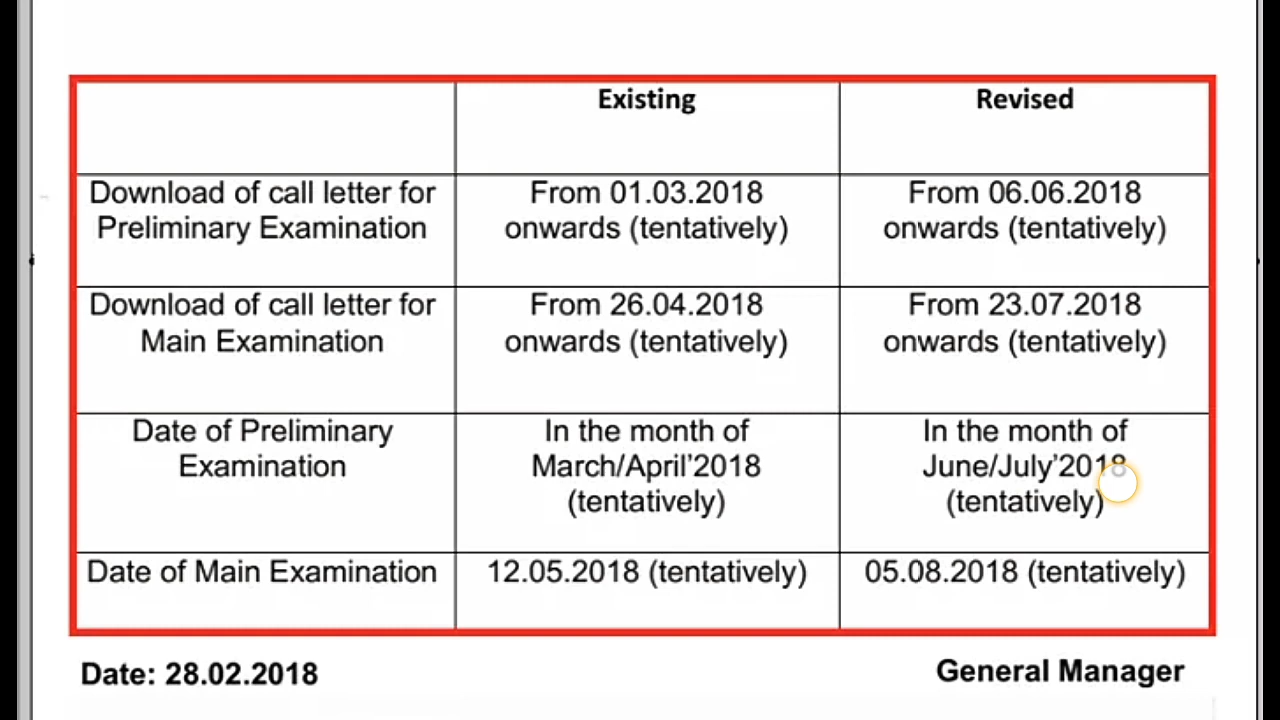 Existing
Revised
Download of call letter for
Preliminary Examination
From 01.03.2018
onwards (tentatively)
From 06.06.2018
onwards (tentatively)
Download of call letter for
Main Examination
From 26.04.2018
onwards (tentatively)
From 23.07.2018
onwards (tentatively)
Date of Preliminary
Examination
In the month of
March/April’2018
(tentatively)
In the month of
June/July’2018
(tentatively)
Date of Main Examination
12.05.2018 (tentatively)
05.08.2018 (tentatively)
Date: 28.02.2018
General Manager